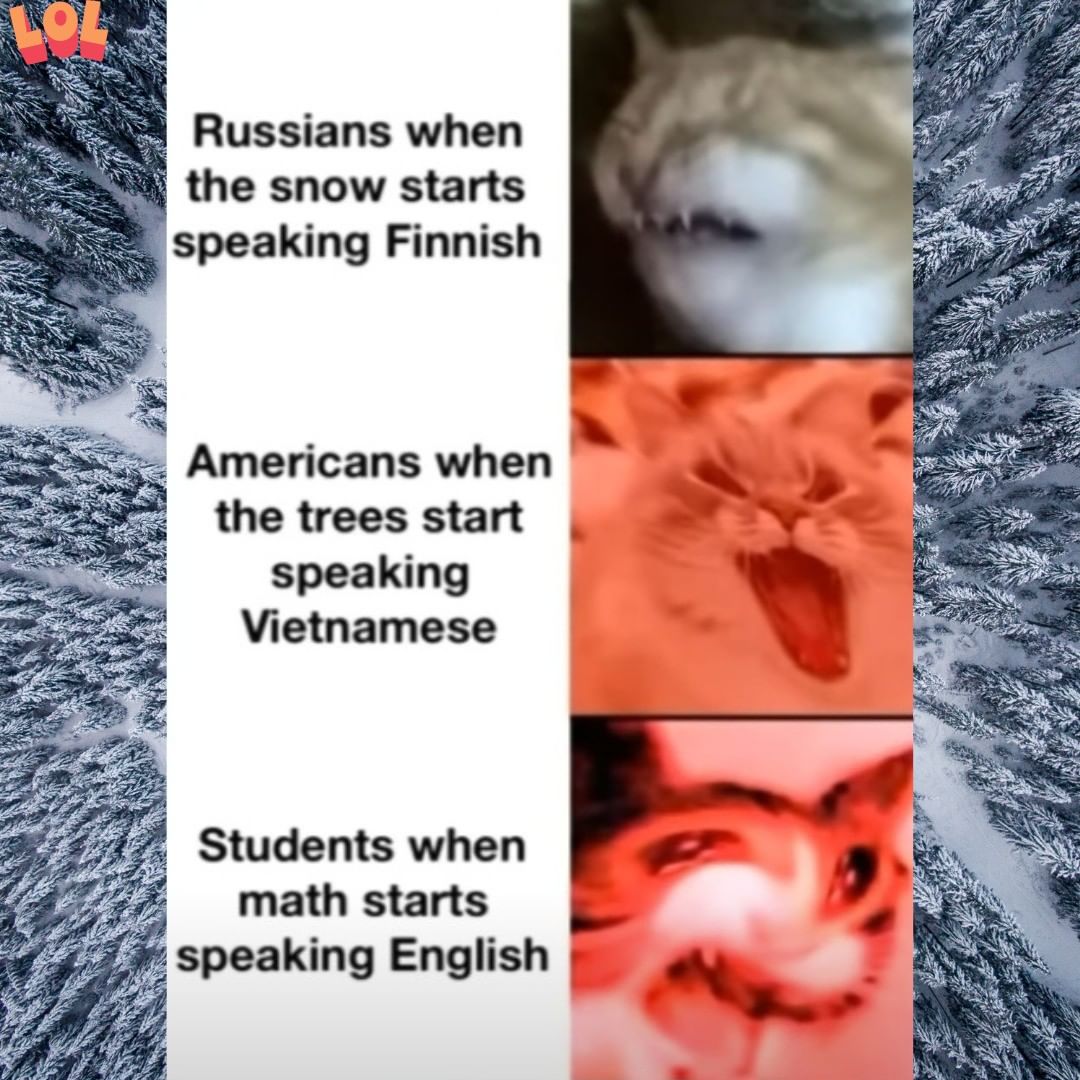 LOL
Russians when
the snow starts
speaking Finnish
Americans when
the trees start
speaking
Vietnamese
Students when
math starts
speaking English